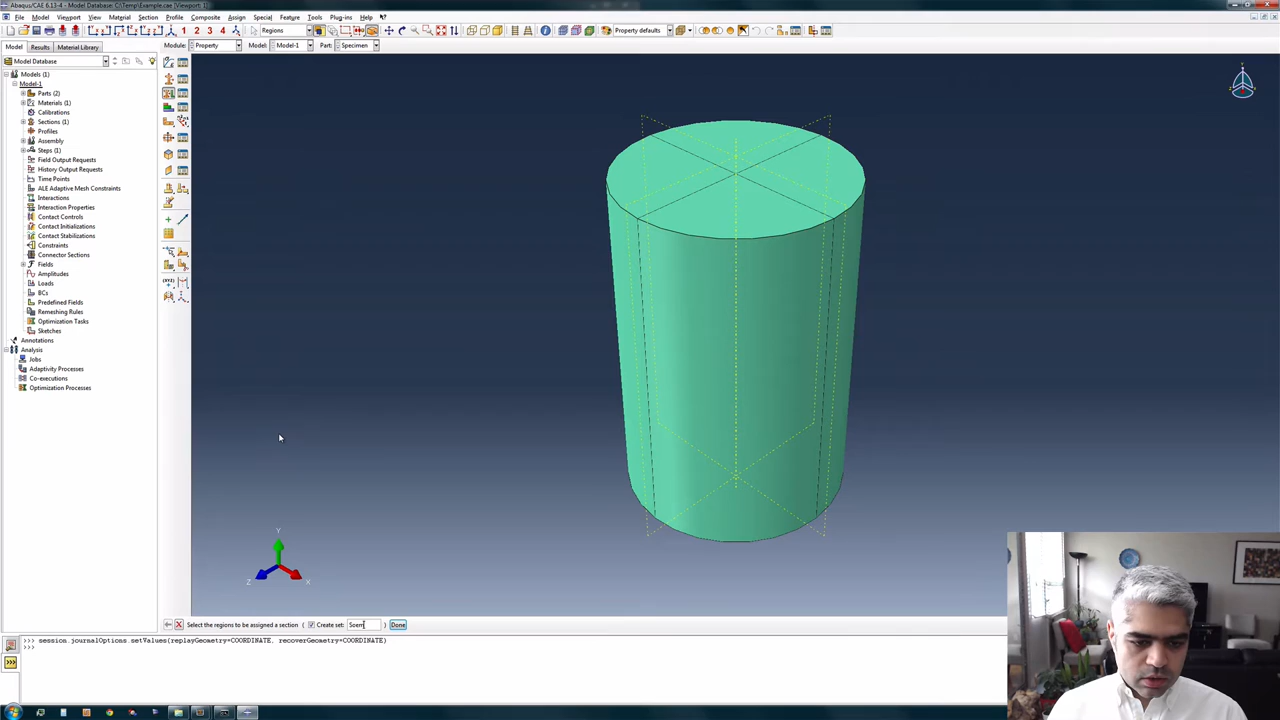 Abaqus/CAE 6.13-4 - Model Database: C:\Temp\Example.cae [Viewport: 1]
File Model Viewport View Material Section Profile Composite Assign Special Feature Tools Plug-ins Help
1 2 3 4 Regions Property defaults
Model Results Material Library Module: Property Model: Model-1 Part: Specimen
Model Database
Models (1)
Model-1
Parts (2)
Materials (1)
Calibrations
Sections (1)
Profiles
Assembly
Steps (1)
Field Output Requests
History Output Requests
Time Points
ALE Adaptive Mesh Constraints
Interactions
Interaction Properties
Contact Controls
Contact Initializations
Contact Stabilizations
Constraints
Connector Sections
Fields
Amplitudes
Loads
BCs
Predefined Fields
Remeshing Rules
Optimization Tasks
Sketches
Annotations
Analysis
Jobs
Adaptivity Processes
Co-executions
Optimization Processes
Y
Y
Z
X
Select the regions to be assigned a section ( Create set: ) Done
>>> session.journalOptions.setValues(replayGeometry=COORDINATE, recoverGeometry=COORDINATE)
>>>